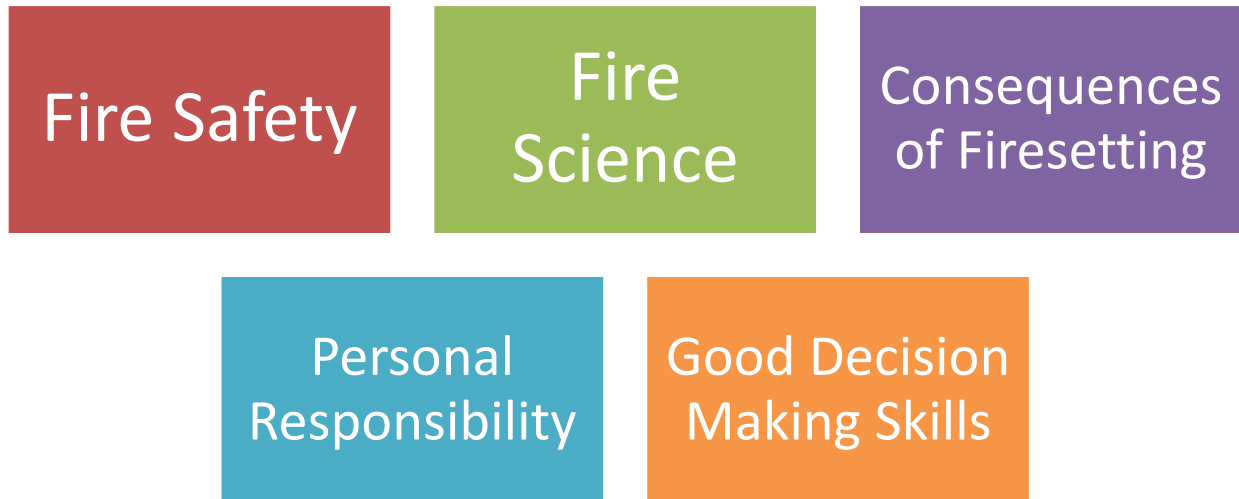 Fire Safety
Fire
Science
Consequences
of Firesetting
Personal
Responsibility
Good Decision
Making Skills